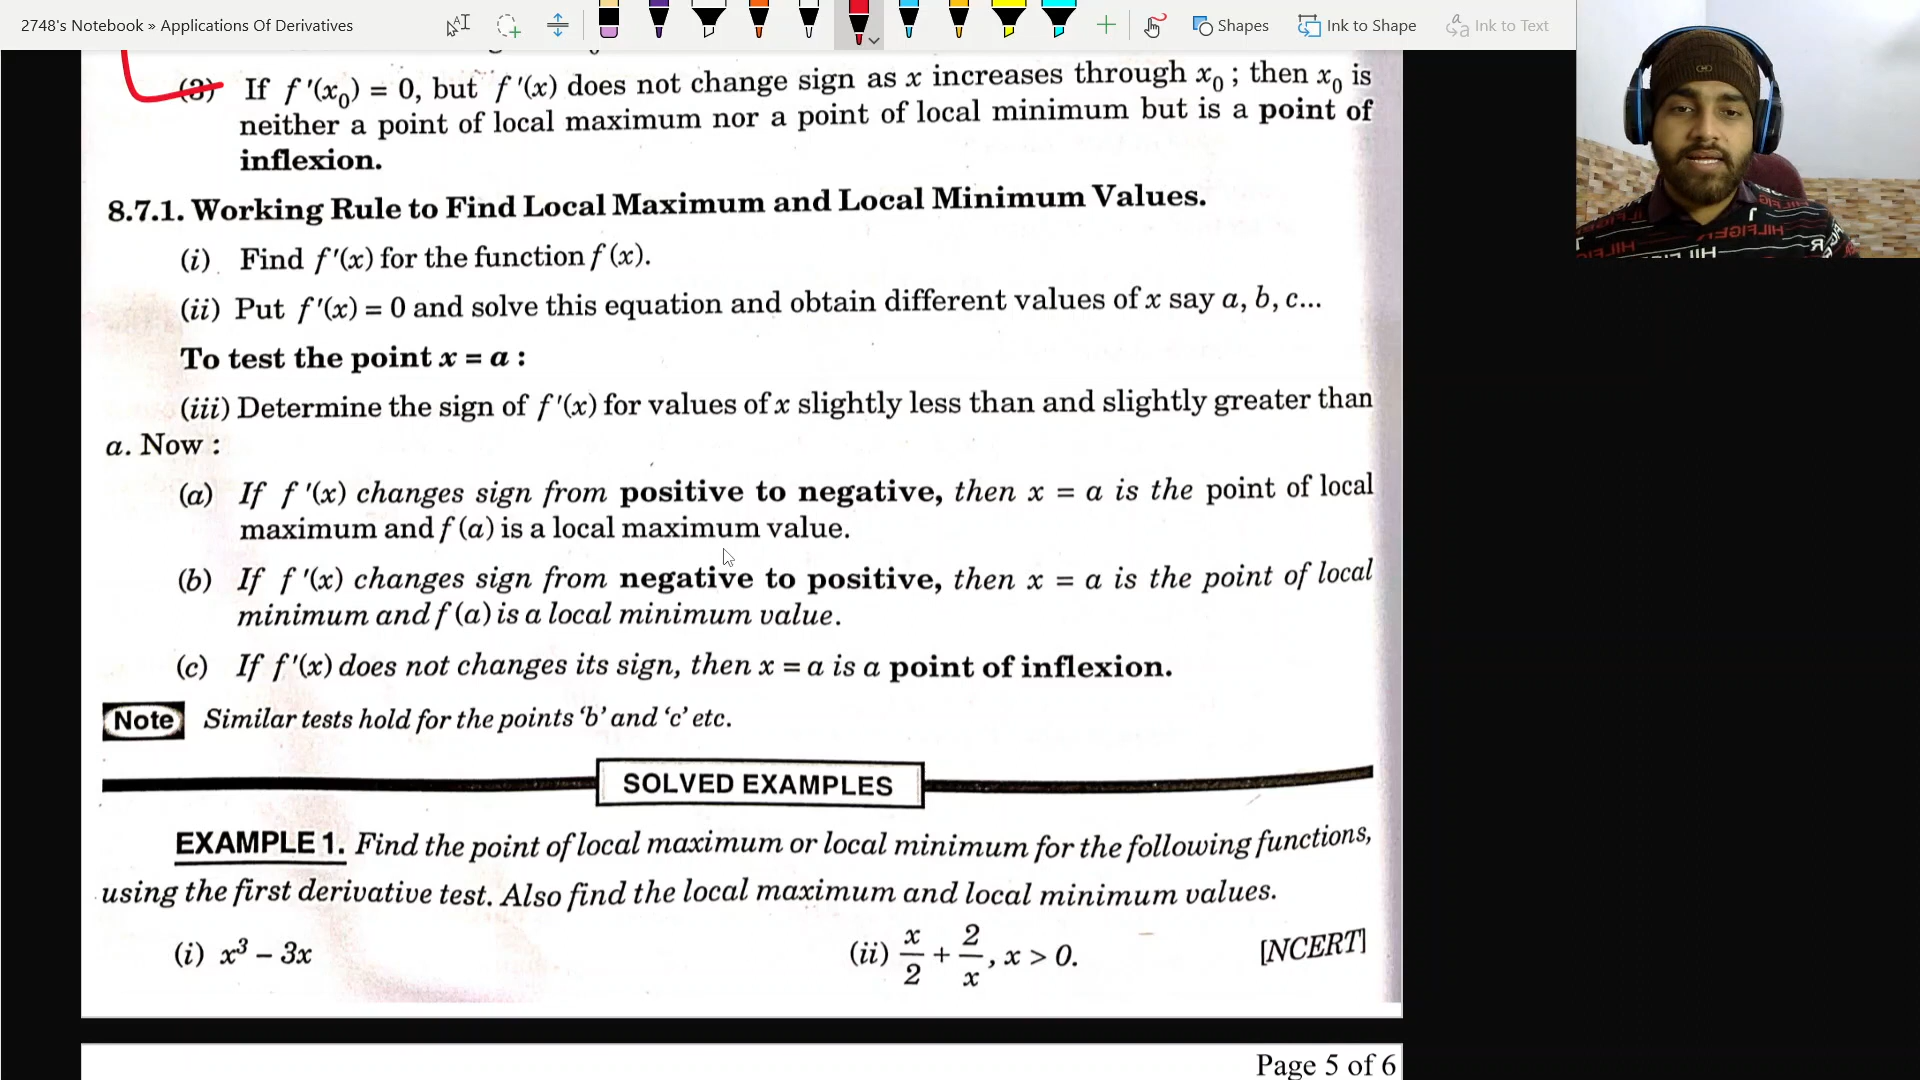 2748's Notebook » Applications Of Derivatives
Shapes
Ink to Shape
Ink to Text
(3) If f '(x₀) = 0, but f '(x) does not change sign as x increases through x₀ ; then x₀ is
neither a point of local maximum nor a point of local minimum but is a point of
inflexion.
8.7.1. Working Rule to Find Local Maximum and Local Minimum Values.
(i) Find f '(x) for the function f (x).
(ii) Put f '(x) = 0 and solve this equation and obtain different values of x say a, b, c...
To test the point x = a :
(iii) Determine the sign of f '(x) for values of x slightly less than and slightly greater than
a. Now :
(a) If f '(x) changes sign from positive to negative, then x = a is the point of local
maximum and f (a) is a local maximum value.
(b) If f '(x) changes sign from negative to positive, then x = a is the point of local
minimum and f (a) is a local minimum value.
(c) If f '(x) does not changes its sign, then x = a is a point of inflexion.
Note Similar tests hold for the points 'b' and 'c' etc.
SOLVED EXAMPLES
EXAMPLE 1. Find the point of local maximum or local minimum for the following functions,
using the first derivative test. Also find the local maximum and local minimum values.
(i) x³ – 3x (ii) x/2 + 2/x, x > 0. [NCERT]
Page 5 of 6